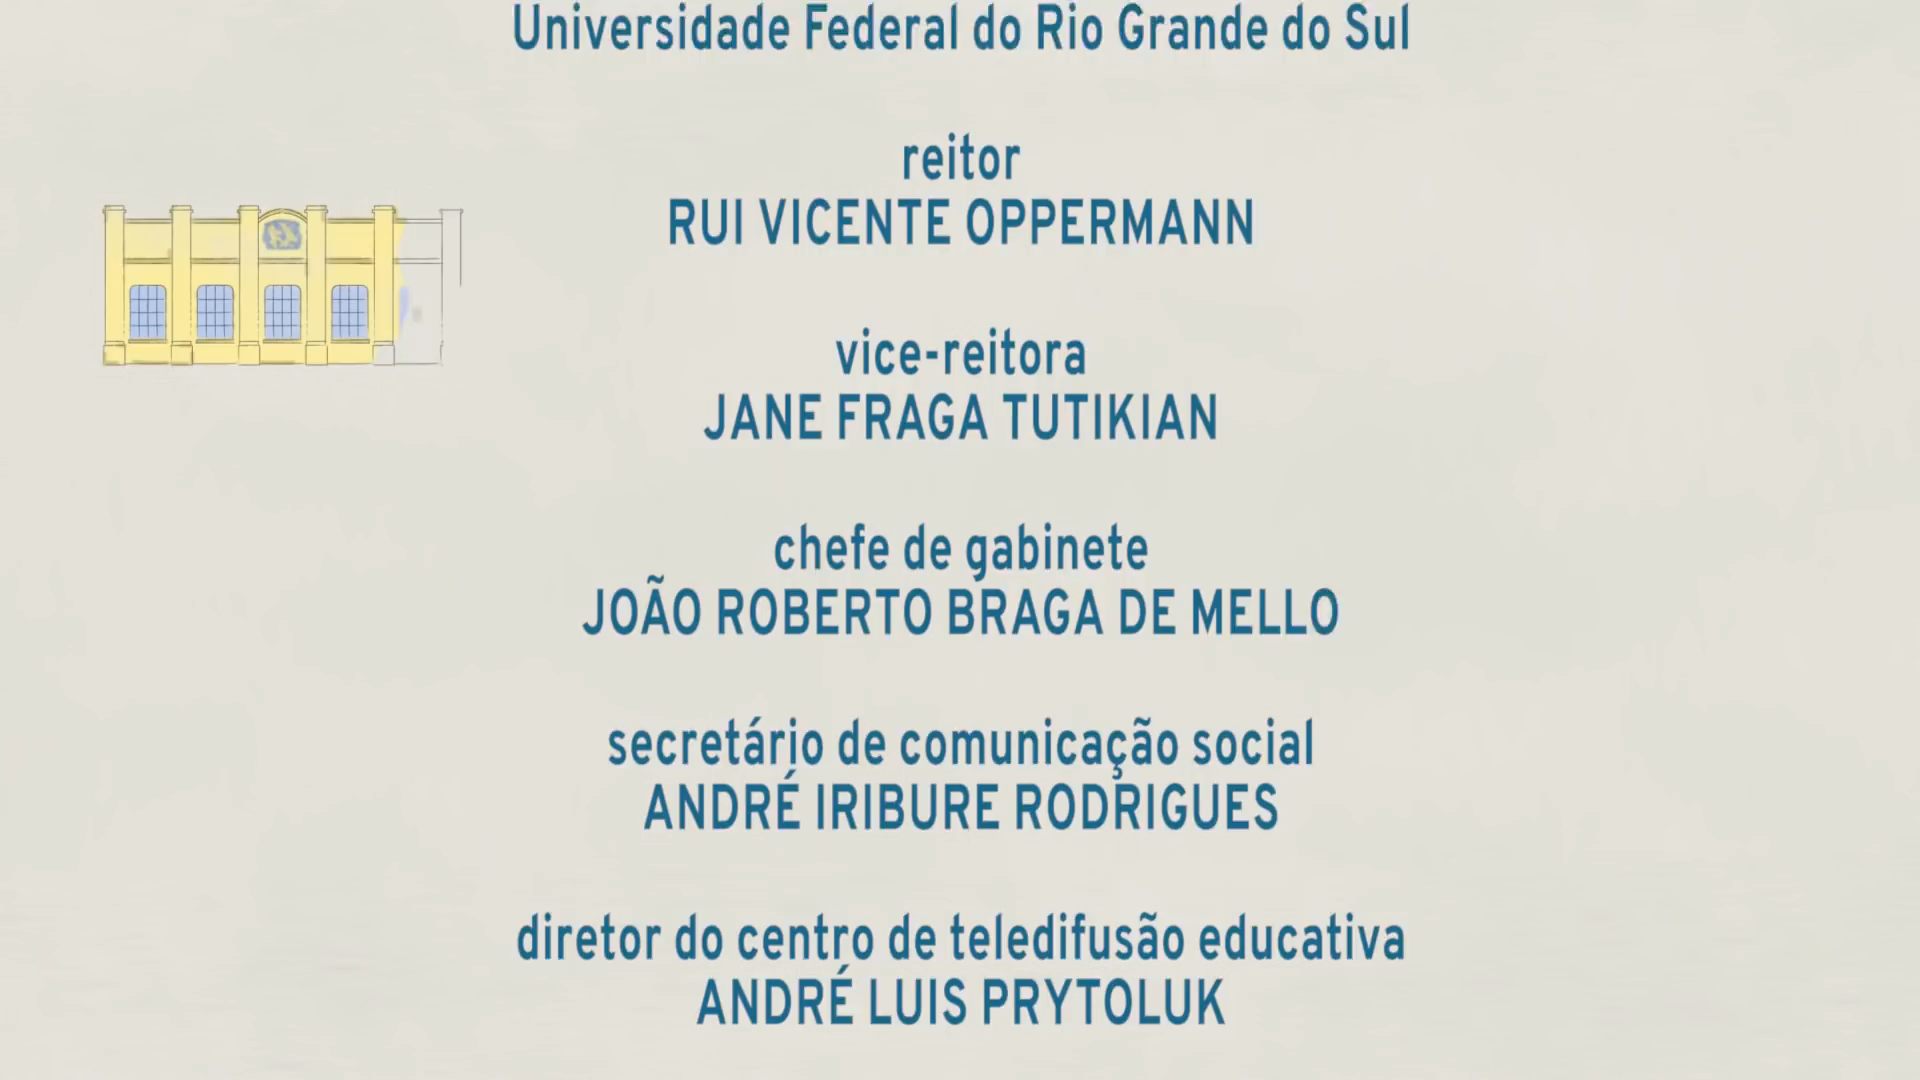 Universidade Federal do Rio Grande do Sul
reitor
RUI VICENTE OPPERMANN
vice-reitora
JANE FRAGA TUTIKIAN
chefe de gabinete
JOÃO ROBERTO BRAGA DE MELLO
secretário de comunicação social
ANDRÉ IRIBURE RODRIGUES
diretor do centro de teledifusão educativa
ANDRÉ LUIS PRYTOLUK